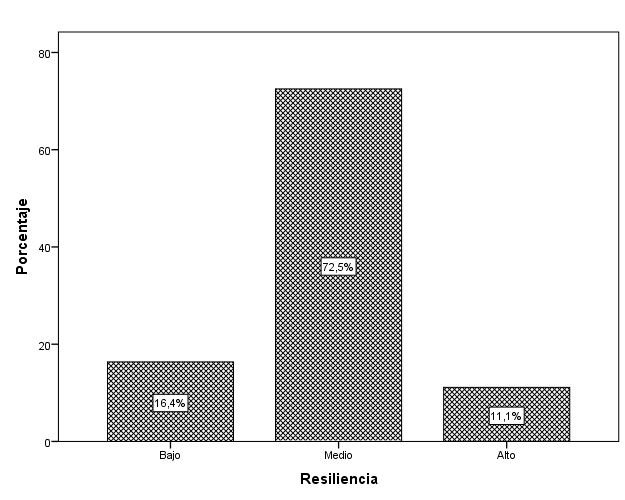 Porcentaje
80
60
40
20
0
16,4%
72,5%
11,1%
Bajo Medio Alto
Resiliencia